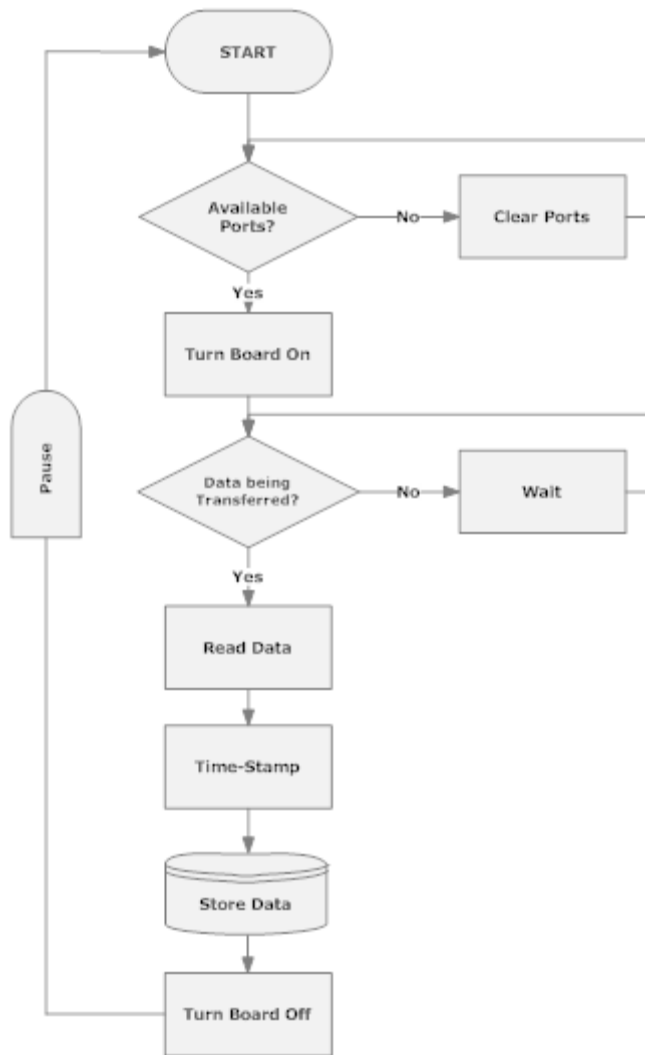 START
Available
Ports?
No
Clear Ports
Yes
Turn Board On
Pause
Data being
Transferred?
No
Wait
Yes
Read Data
Time-Stamp
Store Data
Turn Board Off